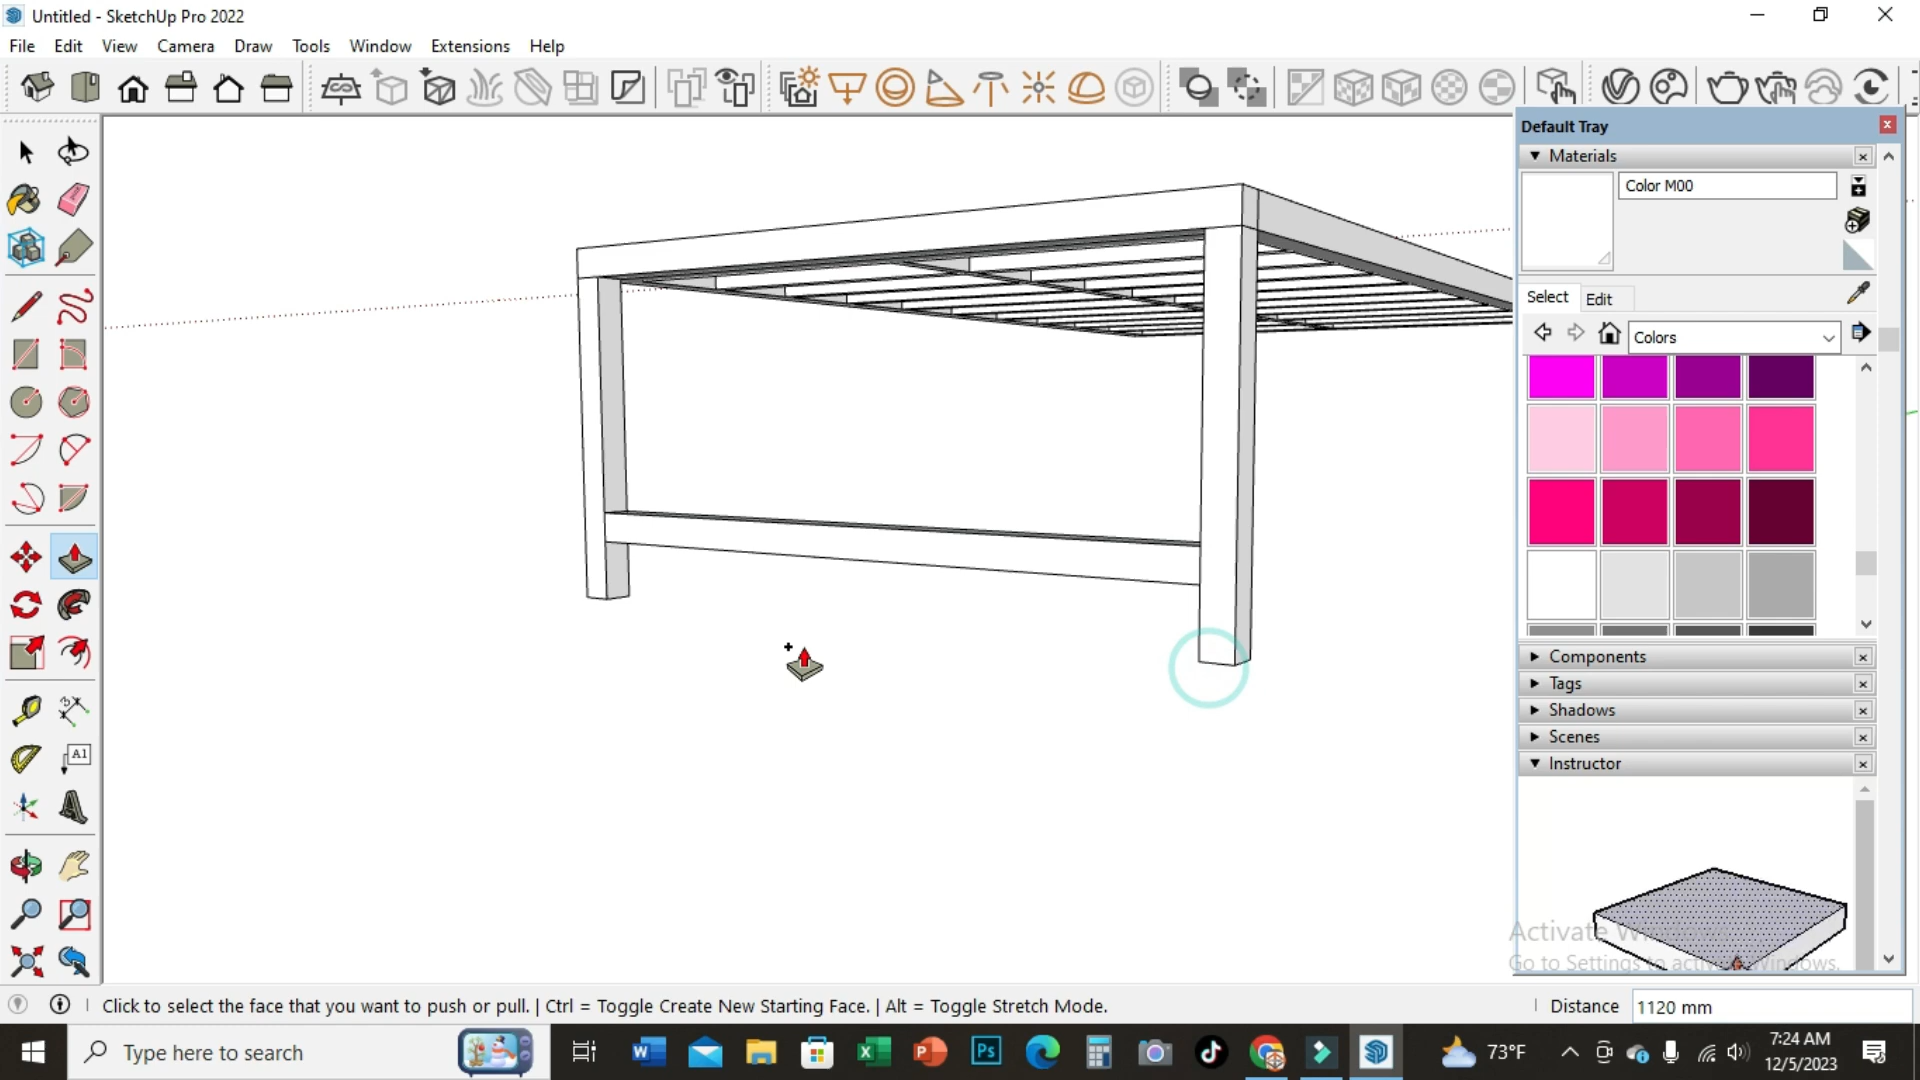 Untitled - SketchUp Pro 2022
File Edit View Camera Draw Tools Window Extensions Help
Default Tray
Materials
Color M00
Select Edit
Colors
Components
Tags
Shadows
Scenes
Instructor
A1
Activate Windows
Go to Settings to activate Windows.
Click to select the face that you want to push or pull. | Ctrl = Toggle Create New Starting Face. | Alt = Toggle Stretch Mode.
Distance 1120 mm
Type here to search
73°F
7:24 AM
12/5/2023